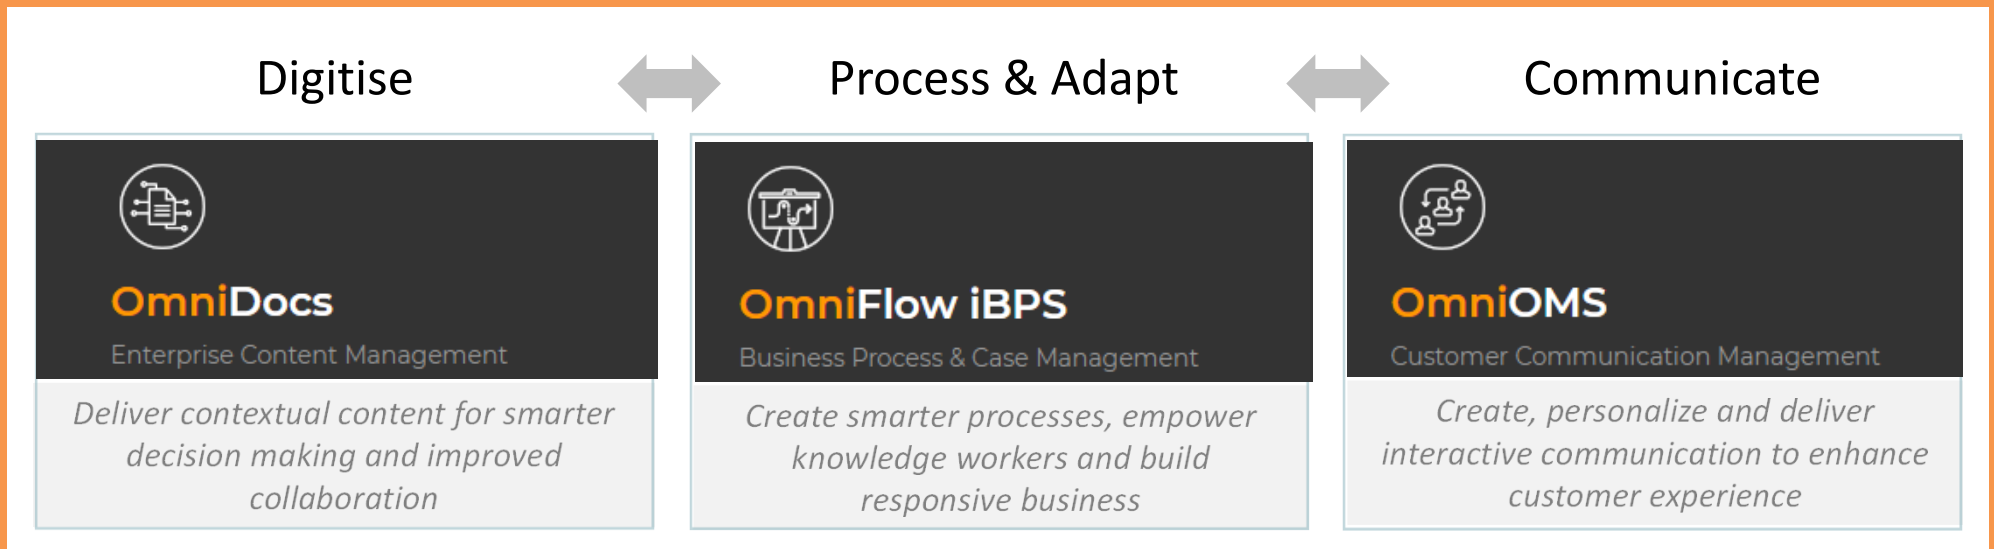 Digitise
Process & Adapt
Communicate
OmniDocs
Enterprise Content Management
Deliver contextual content for smarter
decision making and improved
collaboration
OmniFlow iBPS
Business Process & Case Management
Create smarter processes, empower
knowledge workers and build
responsive business
OmniOMS
Customer Communication Management
Create, personalize and deliver
interactive communication to enhance
customer experience